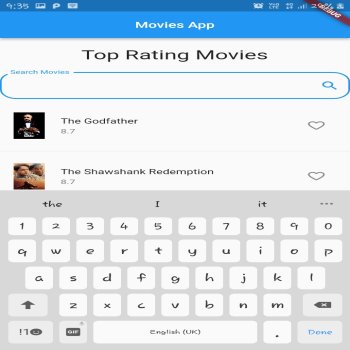 9:35
Movies App
Top Rating Movies
Search Movies
The Godfather
8.7
The Shawshank Redemption
8.7
the I it
1 2 3 4 5 6 7 8 9 0
q w e r t y u i o p
a s d f g h j k l
z x c v b n m
!1 GIF English (UK) . Done